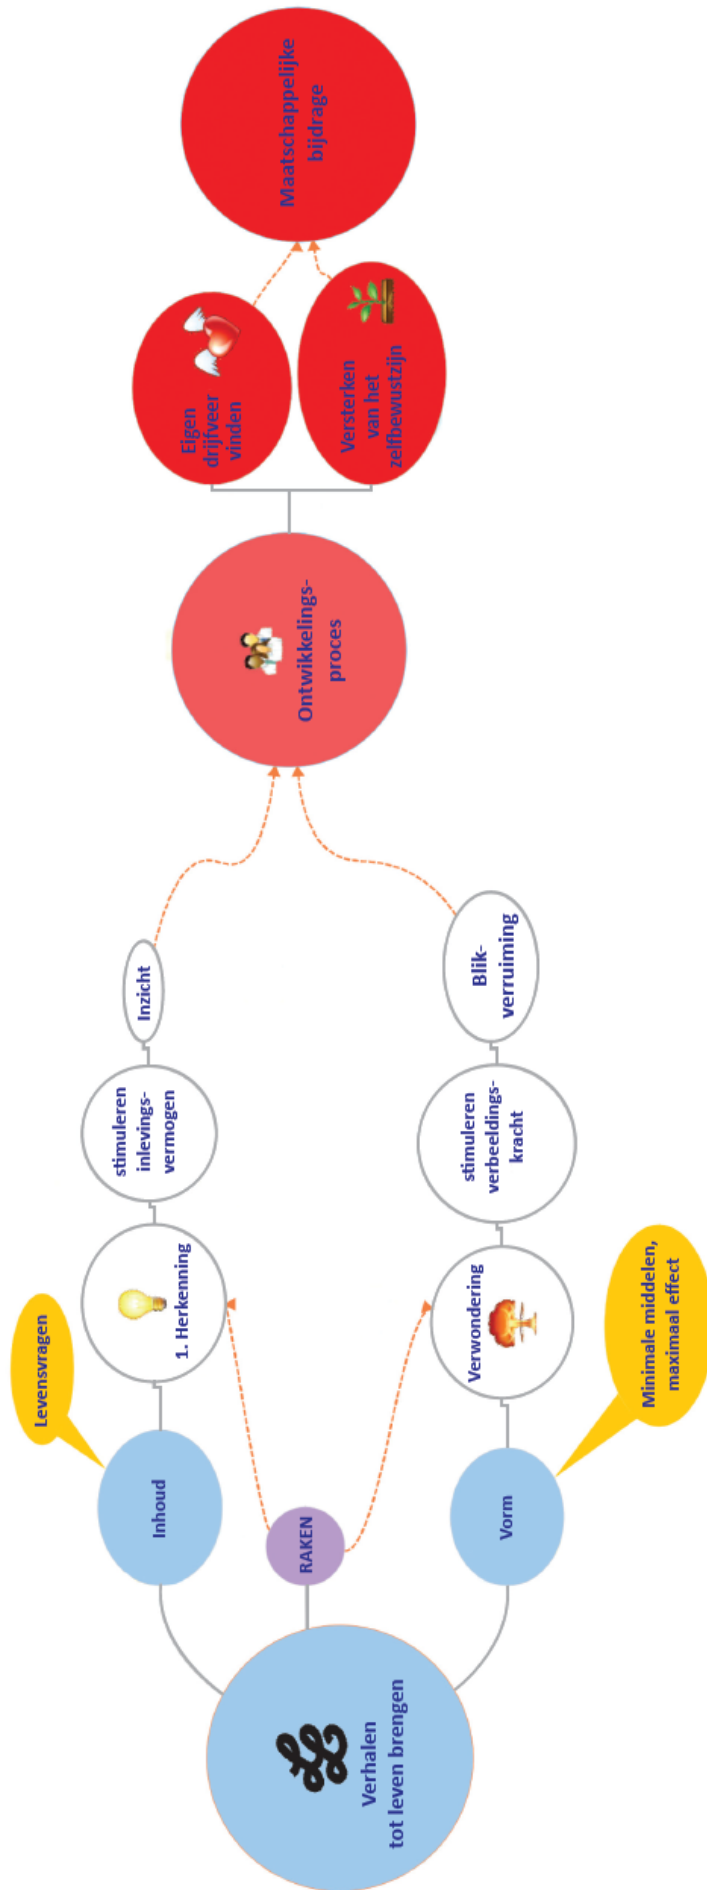 Verhalen
tot leven brengen
Inhoud
Levensvragen
RAKEN
Vorm
Minimale middelen,
maximaal effect
1. Herkenning
Verwondering
stimuleren
inlevings-
vermogen
stimuleren
verbeeldings-
kracht
Inzicht
Blik-
verruiming
Ontwikkelings-
proces
Eigen
drijfveer
vinden
Versterken
van het
zelfbewustzijn
Maatschappelijke
bijdrage